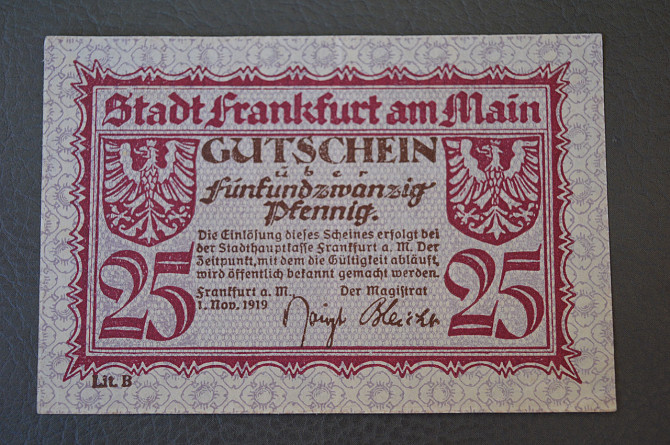 Stadt Frankfurt am Main
GUTSCHEIN
über
fünfundzwanzig
Pfennig.
Die Einlösung dieses Scheines erfolgt bei
der Stadthauptkasse Frankfurt a. M. Der
Zeitpunkt, mit dem die Gültigkeit abläuft,
wird öffentlich bekannt gemacht werden.
Frankfurt a. M., Der Magistrat
1. Nov. 1919
25 25
Lit. B